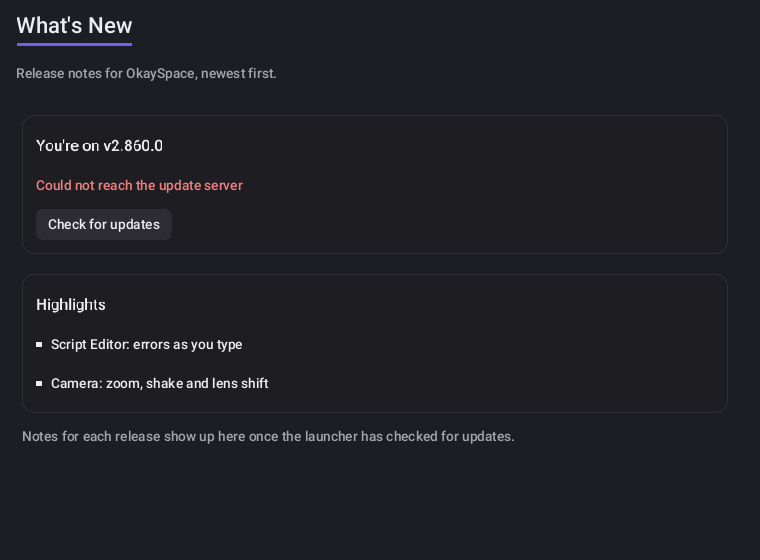 What's New
Release notes for OkaySpace, newest first.
You're on v2.860.0
Could not reach the update server
Check for updates
Highlights
Script Editor: errors as you type
Camera: zoom, shake and lens shift
Notes for each release show up here once the launcher has checked for updates.